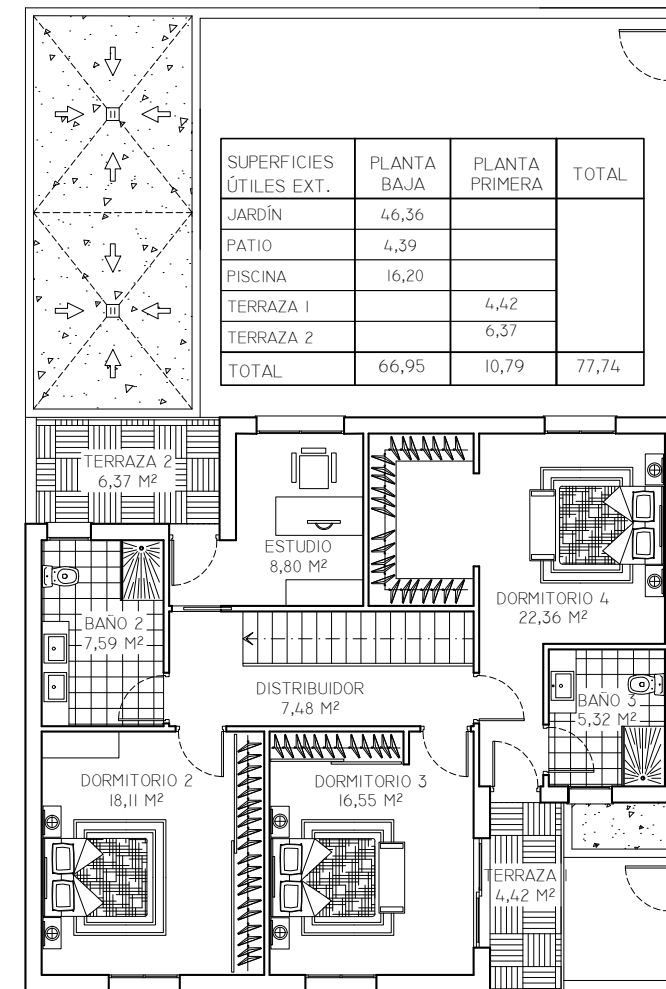 SUPERFICIES ÚTILES EXT. PLANTA BAJA PLANTA PRIMERA TOTAL
JARDÍN 46,36
PATIO 4,39
PISCINA 16,20
TERRAZA 1 4,42
TERRAZA 2 6,37
TOTAL 66,95 10,79 77,74
TERRAZA 2
6,37 M²
ESTUDIO
8,80 M²
DORMITORIO 4
22,36 M²
BAÑO 2
7,59 M²
DISTRIBUIDOR
7,48 M²
BAÑO 3
5,32 M²
DORMITORIO 2
18,11 M²
DORMITORIO 3
16,55 M²
TERRAZA 1
4,42 M²